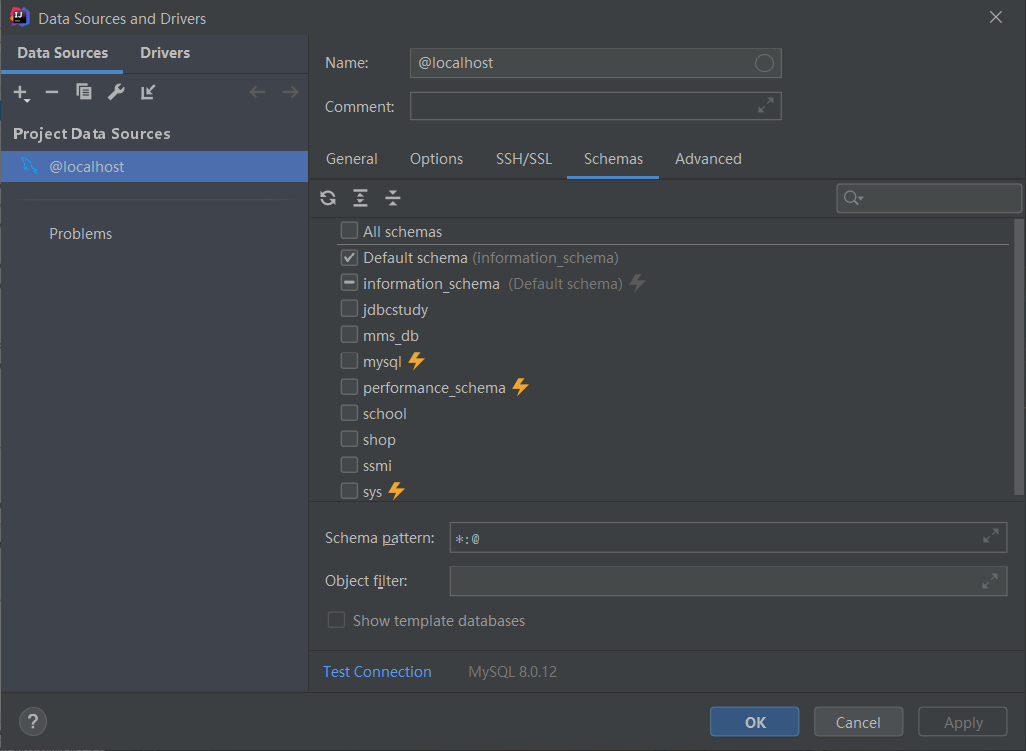 Data Sources and Drivers
Data Sources Drivers
Project Data Sources
@localhost
Problems
Name: @localhost
Comment:
General Options SSH/SSL Schemas Advanced
All schemas
Default schema (information_schema)
information_schema (Default schema)
jdbcstudy
mms_db
mysql
performance_schema
school
shop
ssmi
sys
Schema pattern: *:@
Object filter:
Show template databases
Test Connection MySQL 8.0.12
? OK Cancel Apply